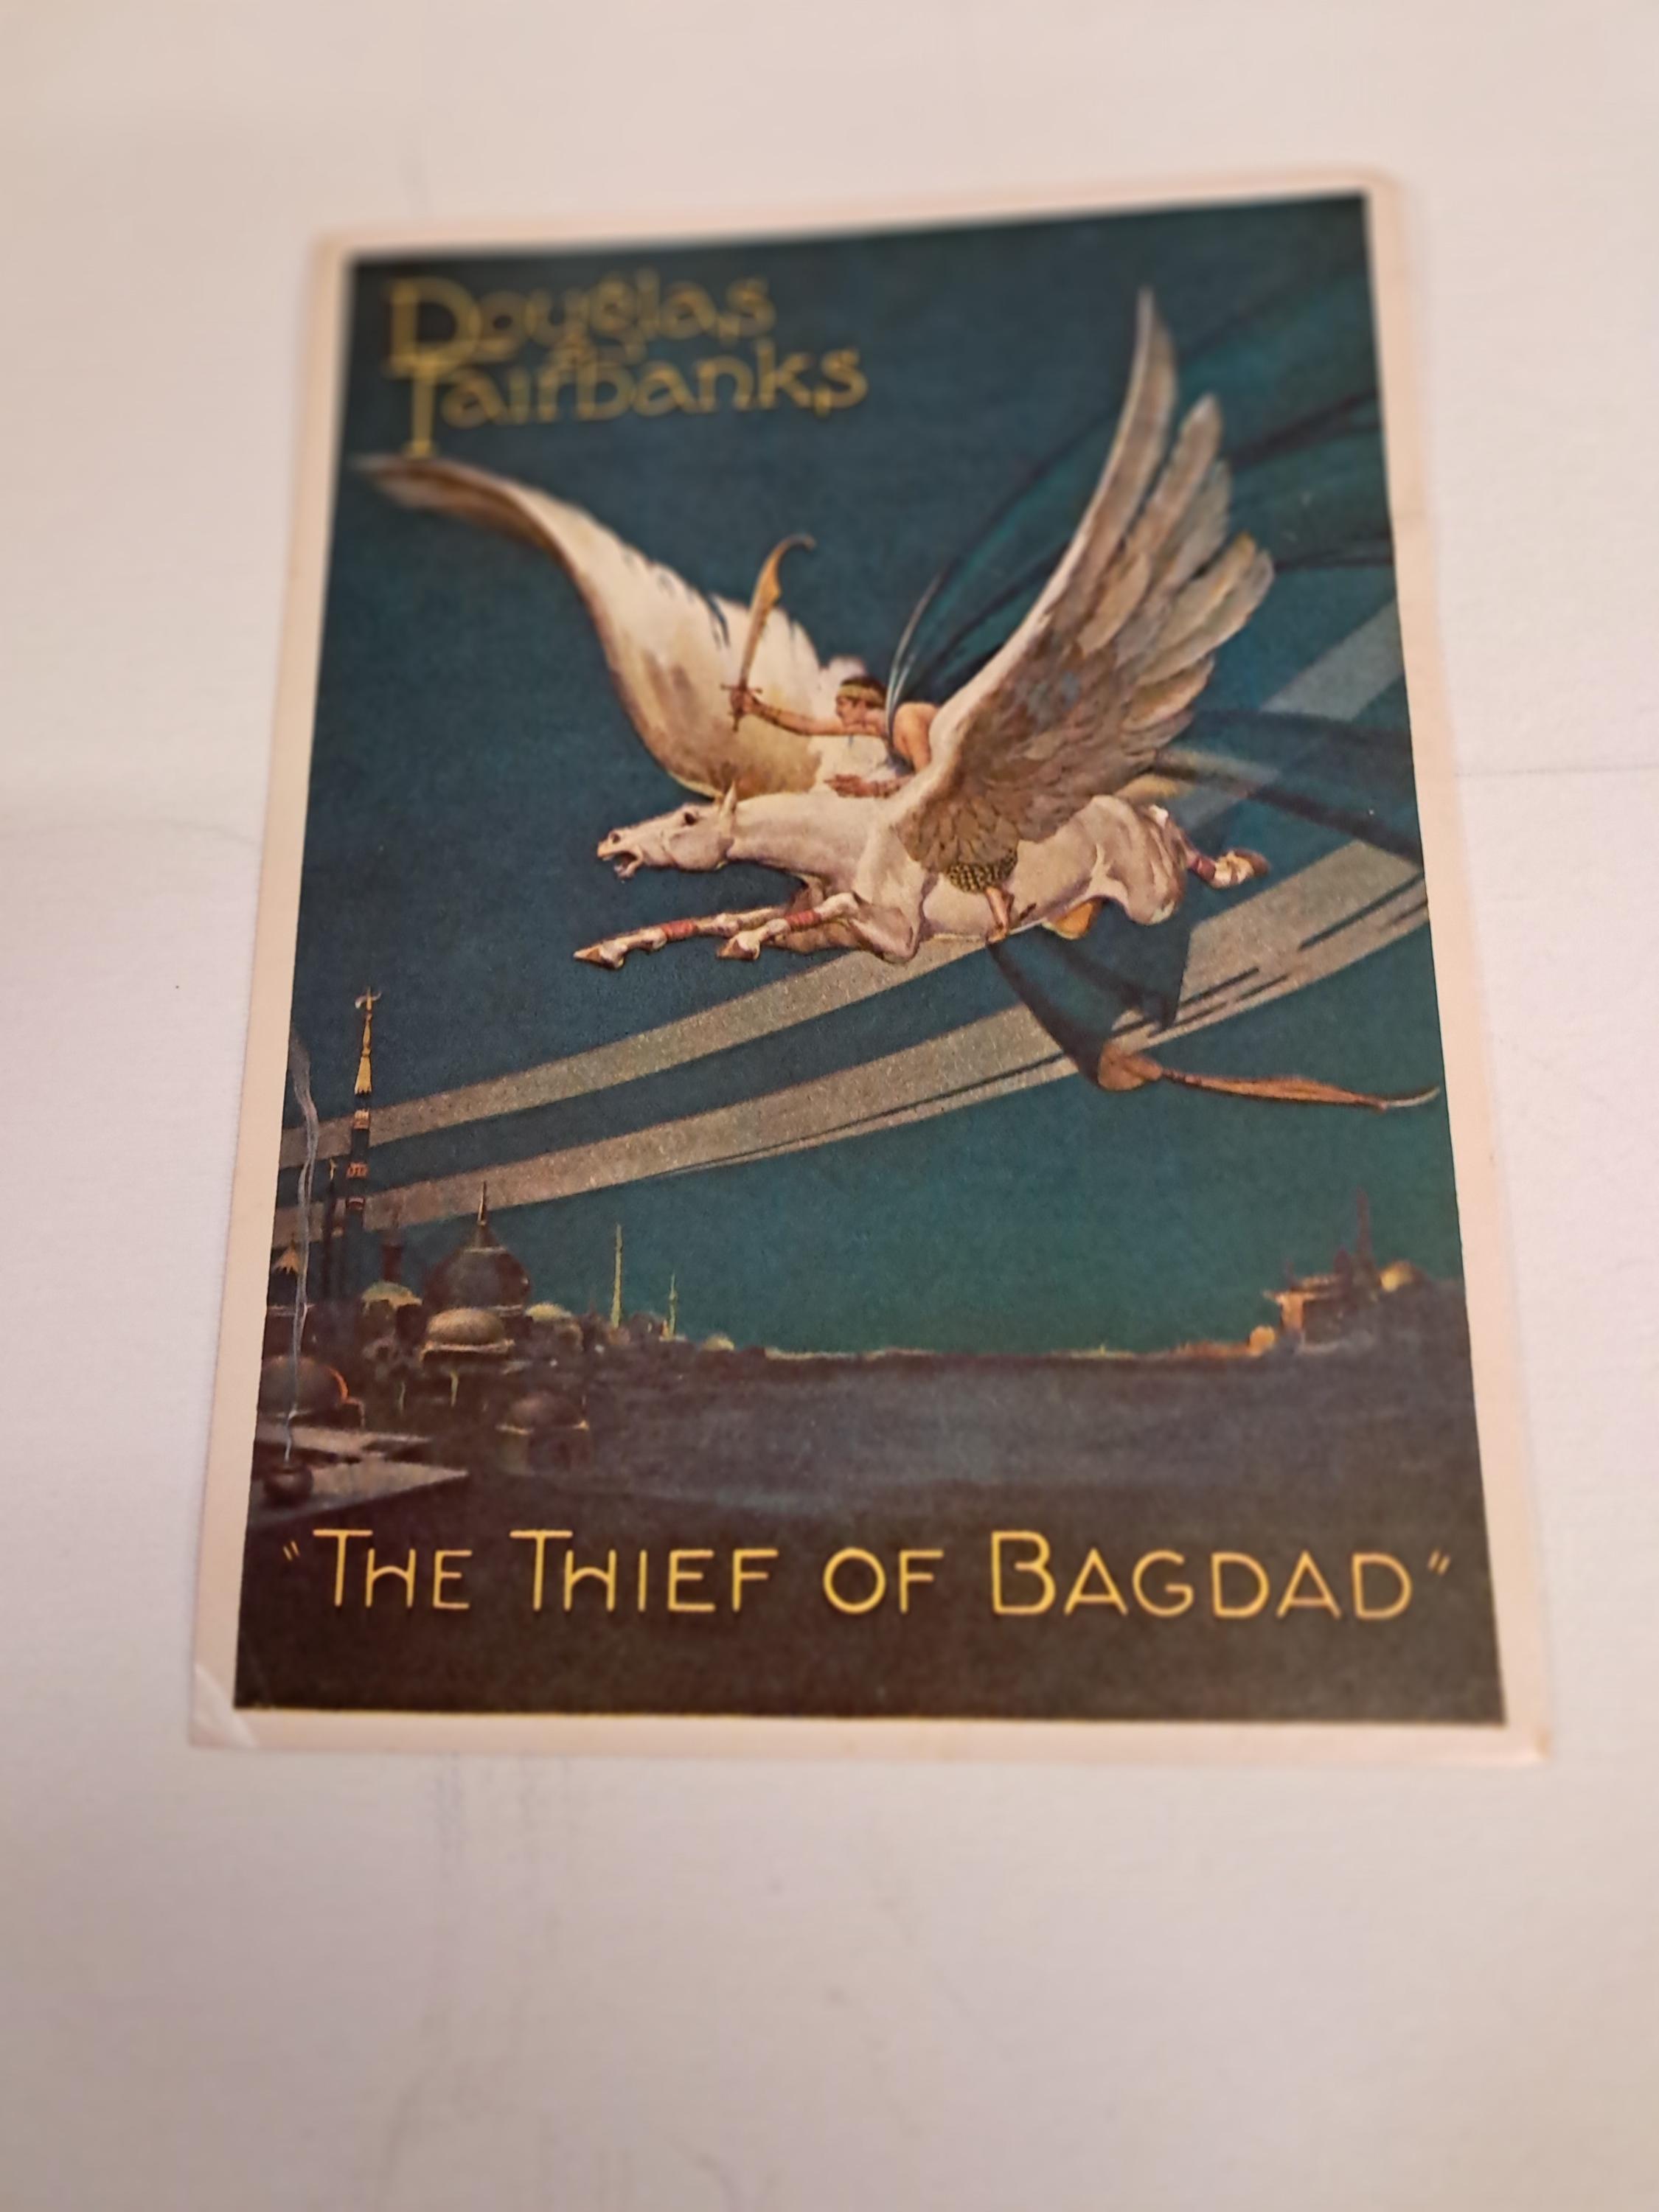 Douglas
Fairbanks
"THE THIEF OF BAGDAD"